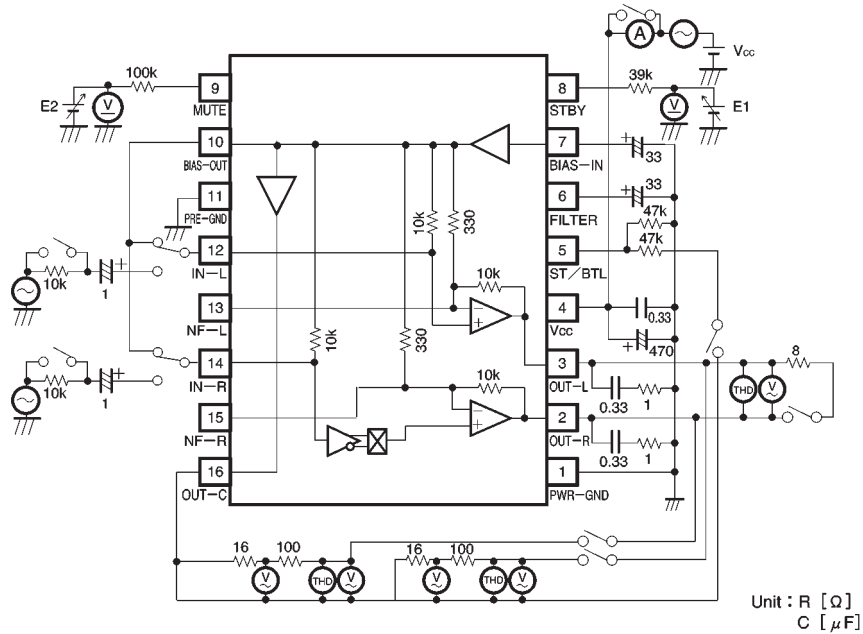 A
Vcc
100k
39k
9
MUTE
8
STBY
E2
V
V
E1
10
BIAS-OUT
7
BIAS-IN
+
33
11
PRE-GND
6
FILTER
+
33
47k
10k
330
12
IN-L
5
ST/BTL
47k
10k
+
1
10k
13
NF-L
4
Vcc
0.33
−
+
+
470
10k
330
14
IN-R
3
OUT-L
8
10k
+
1
0.33
1
THD
V
15
NF-R
10k
2
OUT-R
−
+
0.33
1
16
OUT-C
1
PWR-GND
16
100
16
100
V
THD
V
V
THD
V
Unit : R [Ω]
C [μF]